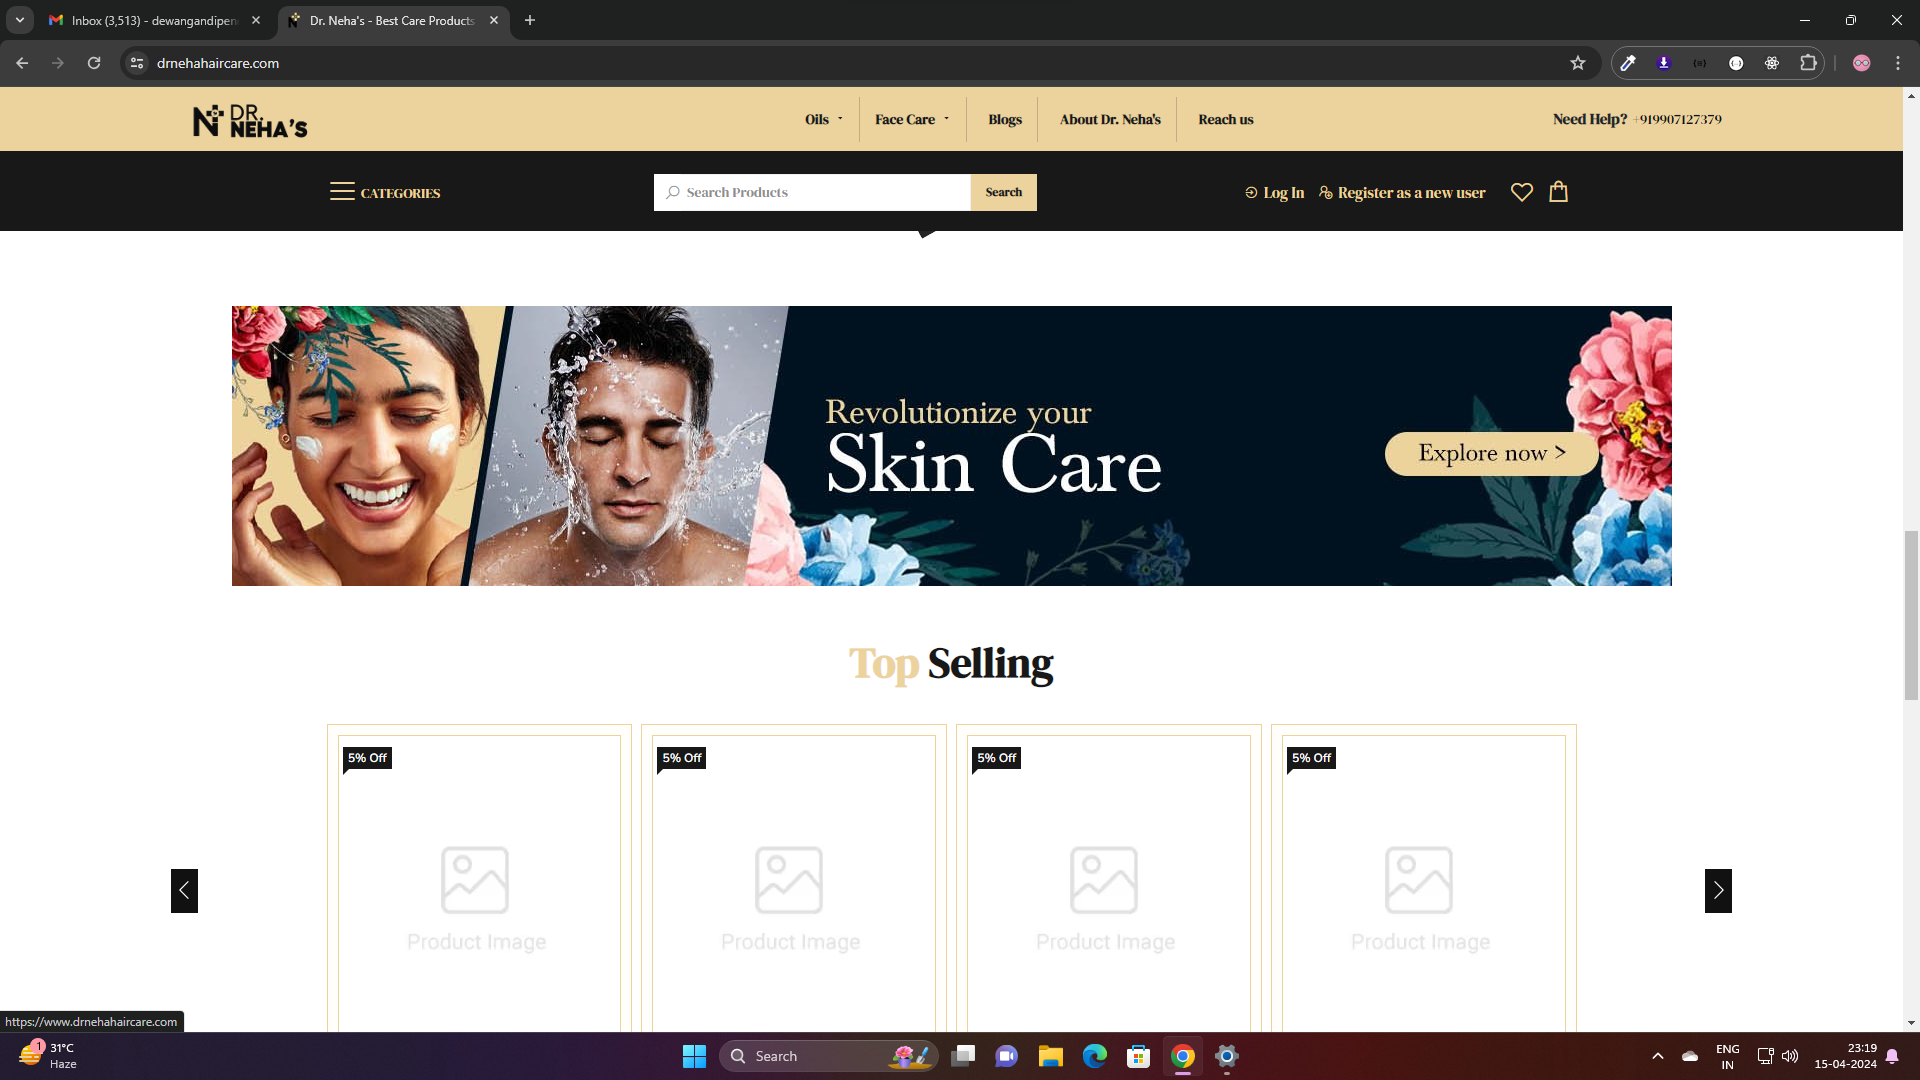 Inbox (3,513) - dewangandipen
Dr. Neha's - Best Care Products
drnehahaircare.com
DR.
NEHA'S
Oils
Face Care
Blogs
About Dr. Neha's
Reach us
Need Help? +919907127379
CATEGORIES
Search Products
Search
Log In
Register as a new user
Revolutionize your
Skin Care
Explore now >
Top Selling
5% Off
5% Off
5% Off
5% Off
Product Image
Product Image
Product Image
Product Image
https://www.drnehahaircare.com
1
31°C
Haze
Search
ENG
IN
23:19
15-04-2024